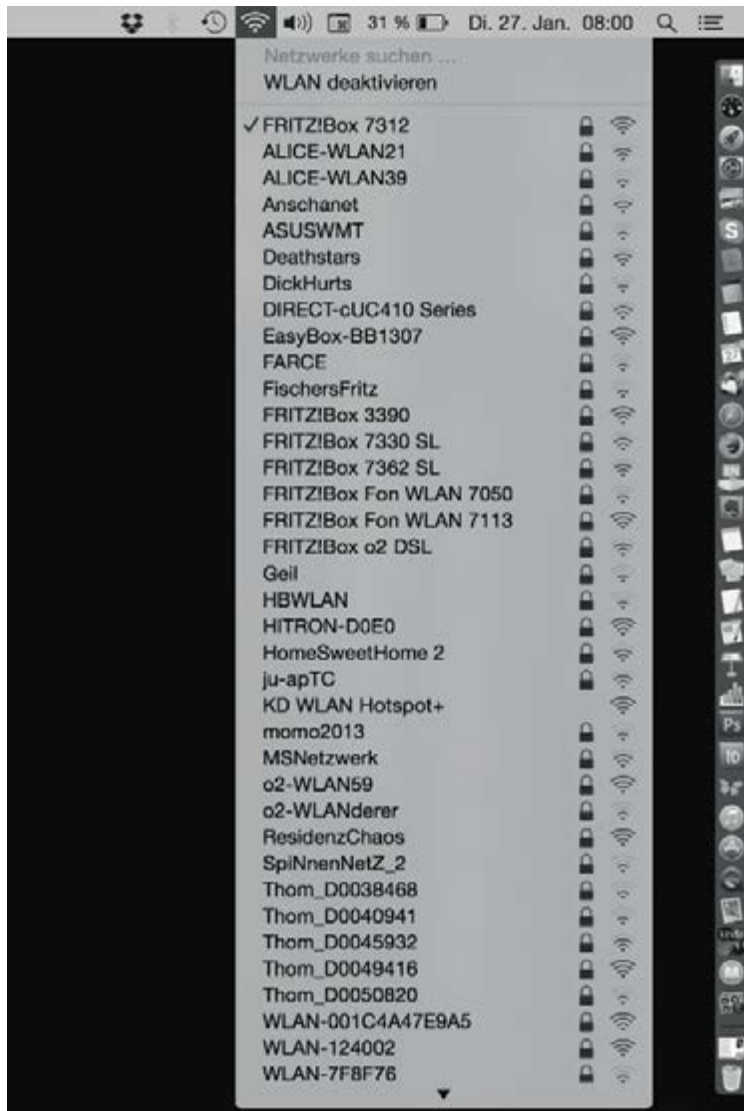 31 % Di. 27. Jan. 08:00
Netzwerke suchen ...
WLAN deaktivieren
✓ FRITZ!Box 7312
ALICE-WLAN21
ALICE-WLAN39
Anschanet
ASUSWMT
Deathstars
DickHurts
DIRECT-cUC410 Series
EasyBox-BB1307
FARCE
FischersFritz
FRITZ!Box 3390
FRITZ!Box 7330 SL
FRITZ!Box 7362 SL
FRITZ!Box Fon WLAN 7050
FRITZ!Box Fon WLAN 7113
FRITZ!Box o2 DSL
Geil
HBWLAN
HITRON-D0E0
HomeSweetHome 2
ju-apTC
KD WLAN Hotspot+
momo2013
MSNetzwerk
o2-WLAN59
o2-WLANderer
ResidenzChaos
SpiNnenNetZ_2
Thom_D0038468
Thom_D0040941
Thom_D0045932
Thom_D0049416
Thom_D0050820
WLAN-001C4A47E9A5
WLAN-124002
WLAN-7F8F76
S
27
Ps